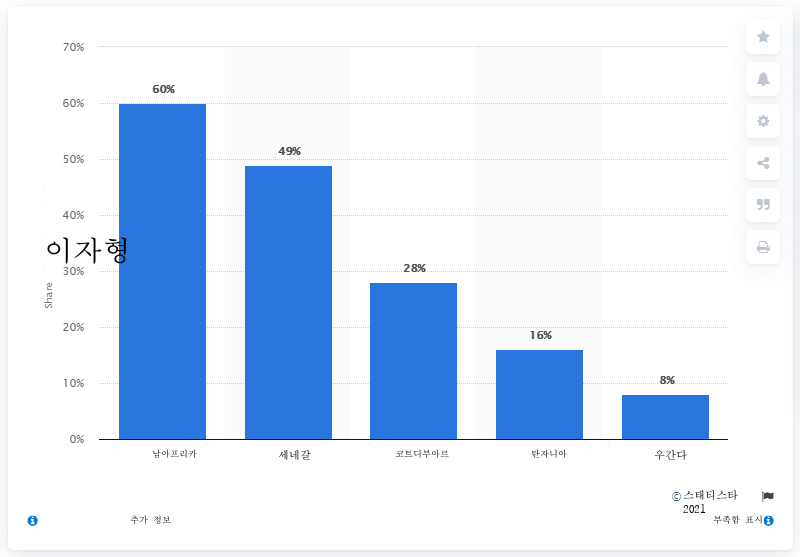 70%
60%
50%
40%
30%
20%
10%
0%
이자형
Share
60%
49%
28%
16%
8%
남아프리카
세네갈
코트디부아르
탄자니아
우간다
© 스태티스타
2021
추가 정보
부족함 표시